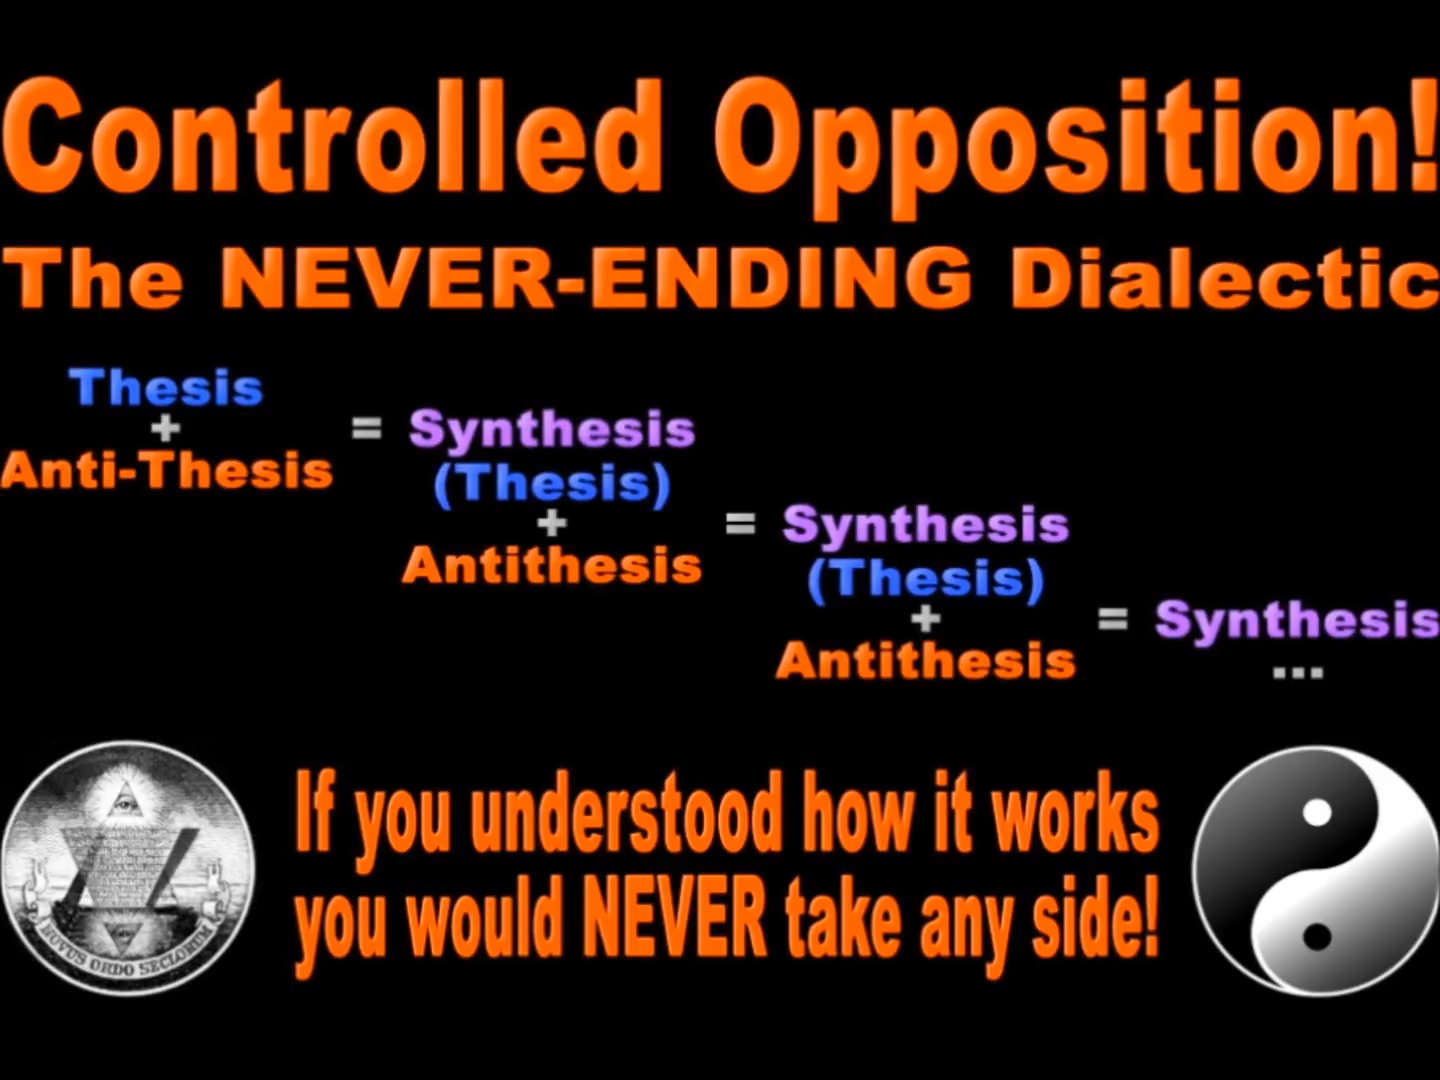 Controlled Opposition!
The NEVER-ENDING Dialectic
Thesis
+
Anti-Thesis
=
Synthesis
(Thesis)
+
Antithesis
=
Synthesis
(Thesis)
+
Antithesis
=
Synthesis
...
If you understood how it works
you would NEVER take any side!
NOVUS ORDO SECLORUM